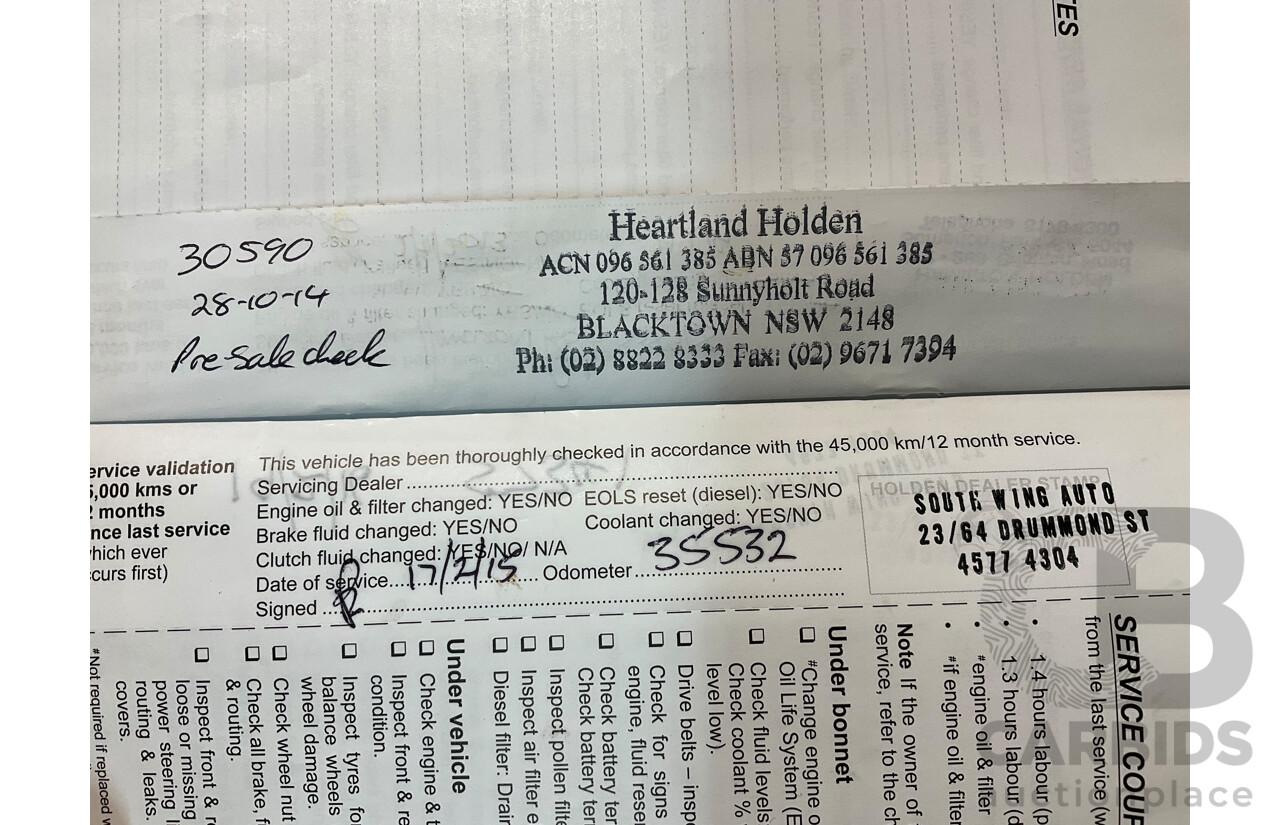 TES
Heartland Holden
ACN 096 561 385 ABN 57 096 561 385
120-128 Sunnyholt Road
BLACKTOWN NSW 2148
Ph: (02) 8822 8333 Fax: (02) 9671 7394
30590
28-10-14
Pre Sale check
ervice validation
5,000 kms or
2 months
nce last service
hich ever
curs first)
This vehicle has been thoroughly checked in accordance with the 45,000 km/12 month service.
Servicing Dealer
Engine oil & filter changed: YES/NO EOLS reset (diesel): YES/NO
Brake fluid changed: YES/NO Coolant changed: YES/NO
Clutch fluid changed: YES/NO/ N/A
Date of service 17/2/15 Odometer 35532
Signed
HOLDEN DEALER STAMP
SOUTH WING AUTO
23/64 DRUMMOND ST
4577 4304
SERVICE COUP
from the last service (w
• 1.4 hours labour (p
• 1.3 hours labour (d
• #engine oil & filter
• #if engine oil & filter
Note If the owner of
service, refer to the ch
Under bonnet
#Change engine o
Oil Life System (E
Check fluid levels
Check coolant %
level low).
Drive belts – inspe
Check for signs
engine, fluid reser
Check battery ter
Check battery ter
Inspect pollen filte
Inspect air filter e
Diesel filter: Drain
Under vehicle
Check engine & t
Inspect front & re
condition.
Inspect tyres fo
balance wheels
wheel damage.
Check wheel nut
Check all brake, f
& routing.
Inspect front & r
loose or missing
power steering l
routing & leaks.
covers.
#Not required if replaced w
B
CARBIDS
auctionplace